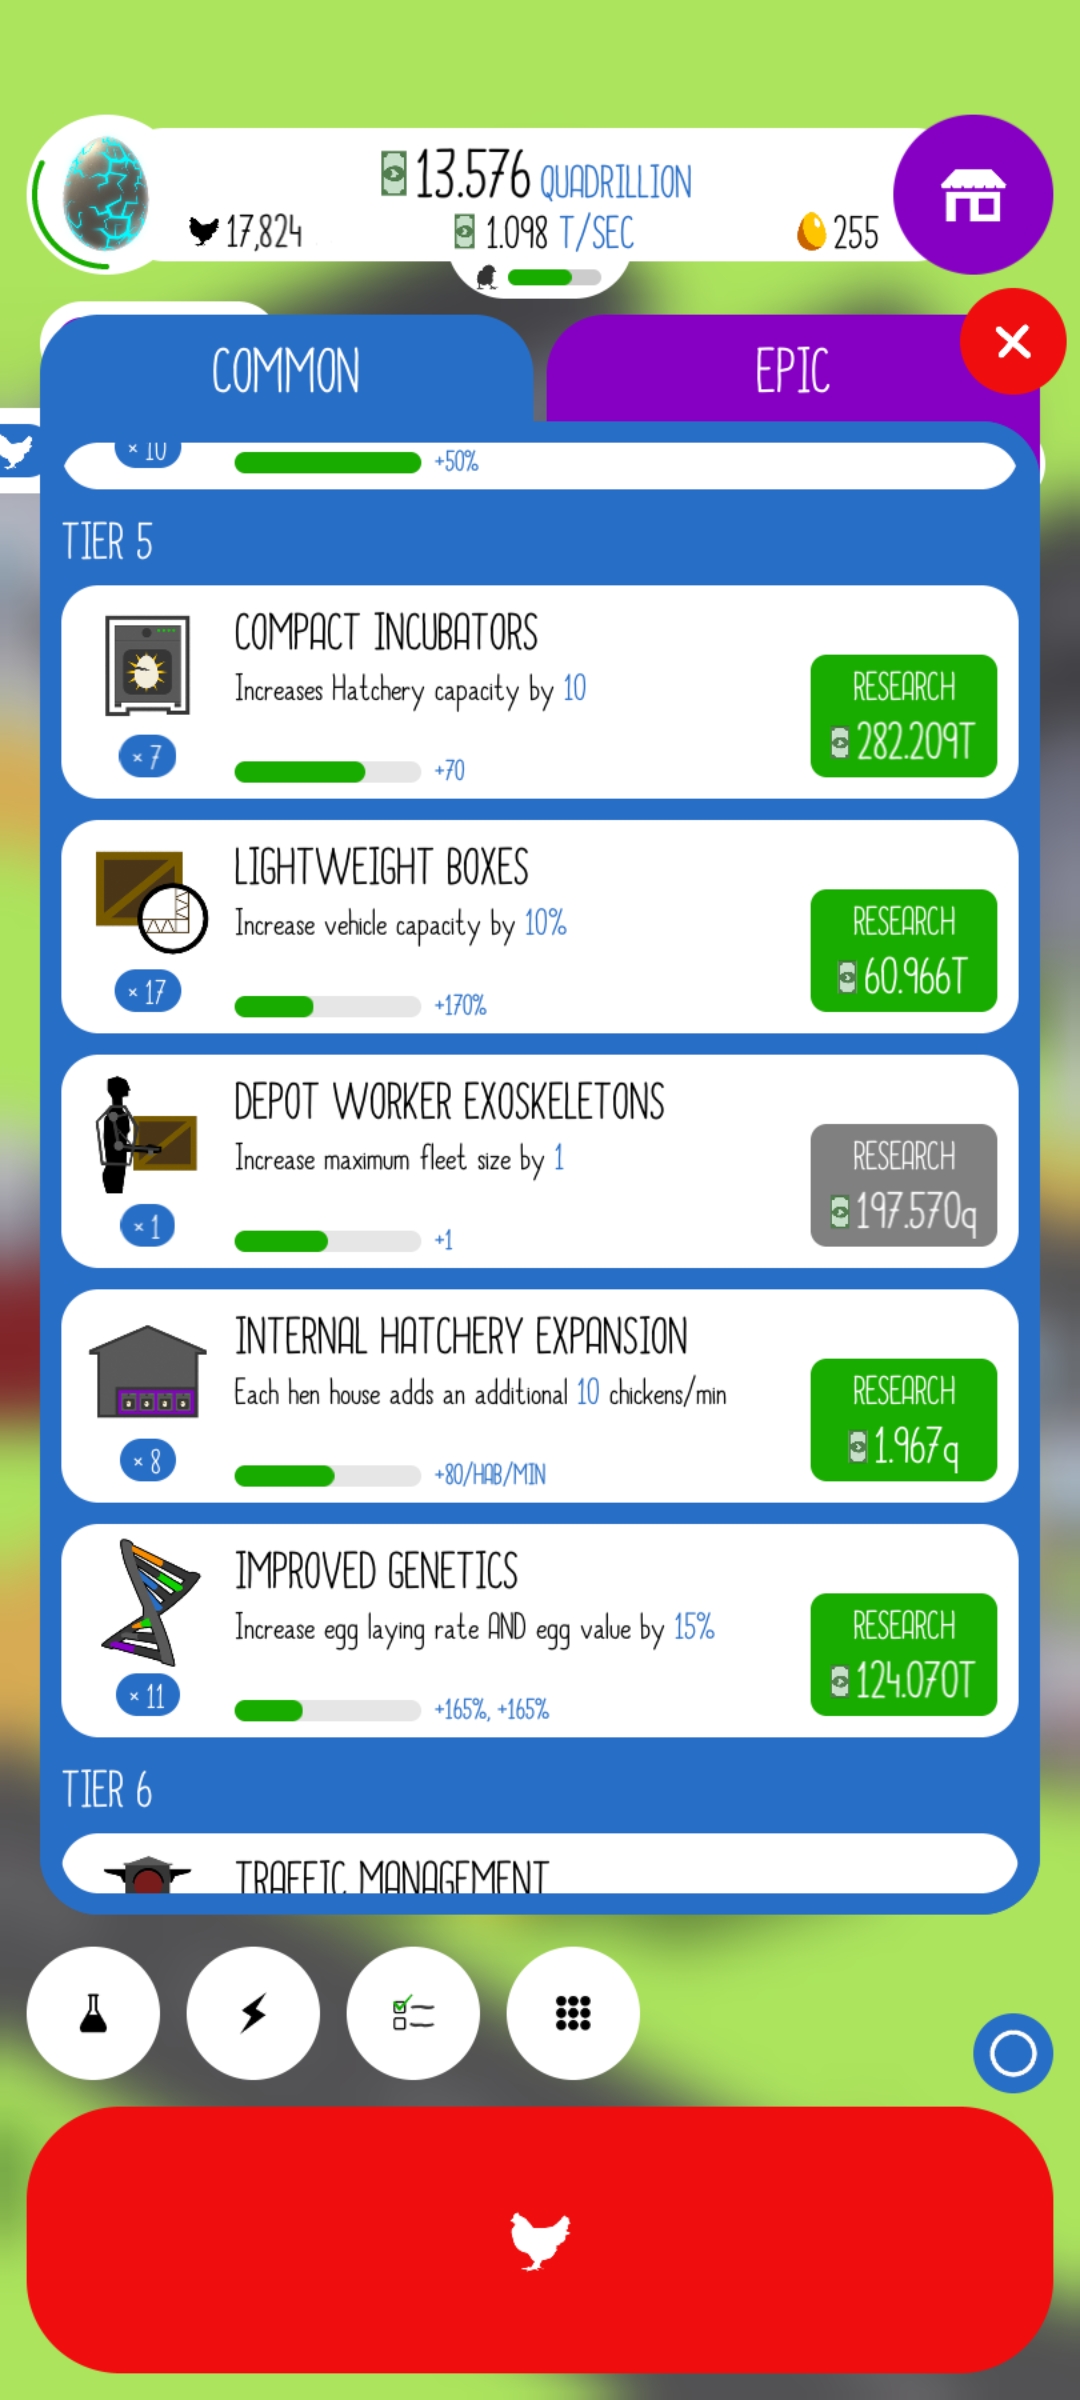 13.576 QUADRILLION
17,824
1.098 T/SEC
255
COMMON
EPIC
× 10
+50%
TIER 5
COMPACT INCUBATORS
Increases Hatchery capacity by 10
RESEARCH
282.209T
× 7
+70
LIGHTWEIGHT BOXES
Increase vehicle capacity by 10%
RESEARCH
60.966T
× 17
+170%
DEPOT WORKER EXOSKELETONS
Increase maximum fleet size by 1
RESEARCH
197.570q
× 1
+1
INTERNAL HATCHERY EXPANSION
Each hen house adds an additional 10 chickens/min
RESEARCH
1.967q
× 8
+80/HAB/MIN
IMPROVED GENETICS
Increase egg laying rate AND egg value by 15%
RESEARCH
124.070T
× 11
+165%, +165%
TIER 6
TRAFFIC MANAGEMENT